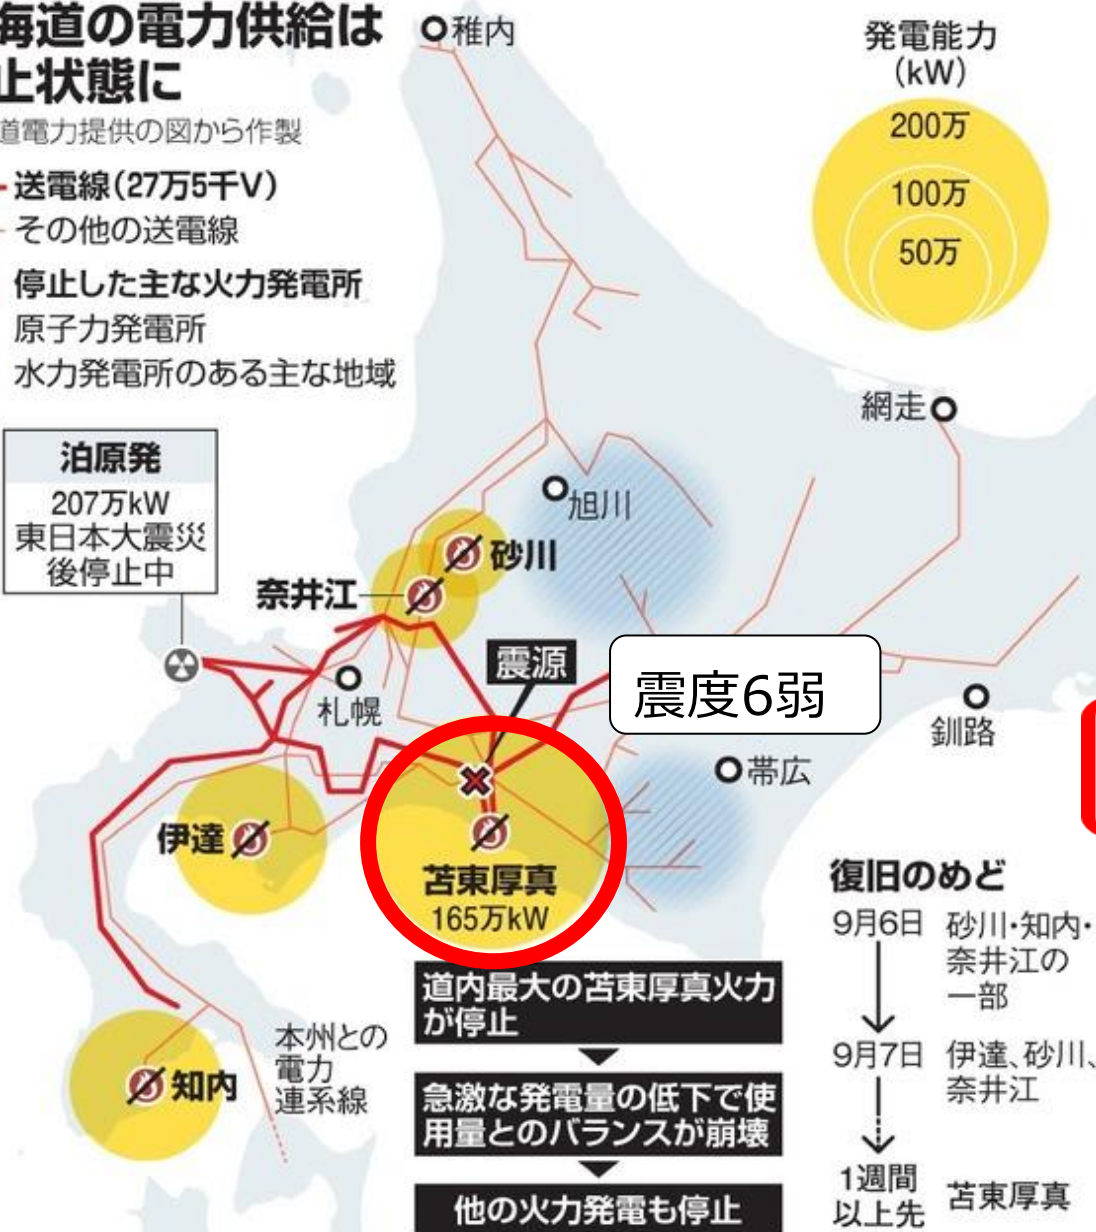 海道の電力供給は
止状態に
道電力提供の図から作製
送電線(27万5千V)
その他の送電線
停止した主な火力発電所
原子力発電所
水力発電所のある主な地域
発電能力
(kW)
200万
100万
50万
稚内
網走
旭川
泊原発
207万kW
東日本大震災
後停止中
砂川
奈井江
震源
震度6弱
札幌
釧路
帯広
伊達
苫東厚真
165万kW
知内
本州との
電力
連系線
道内最大の苫東厚真火力
が停止
急激な発電量の低下で使
用量とのバランスが崩壊
他の火力発電も停止
復旧のめど
9月6日 砂川・知内・
奈井江の
一部
9月7日 伊達、砂川、
奈井江
1週間
以上先 苫東厚真